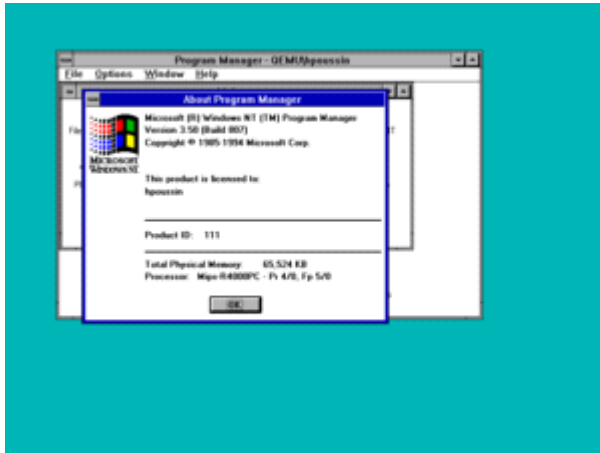 Program Manager - QEMU\hpoussin
File Options Window Help
About Program Manager
Microsoft (R) Windows NT (TM) Program Manager
Version 3.50 (Build 807)
Copyright © 1985-1994 Microsoft Corp.
MICROSOFT
WINDOWS NT
This product is licensed to:
hpoussin
Product ID: 111
Total Physical Memory: 65,524 KB
Processor: Mips-R4000PC - Pr 4/0, Fp 5/0
OK